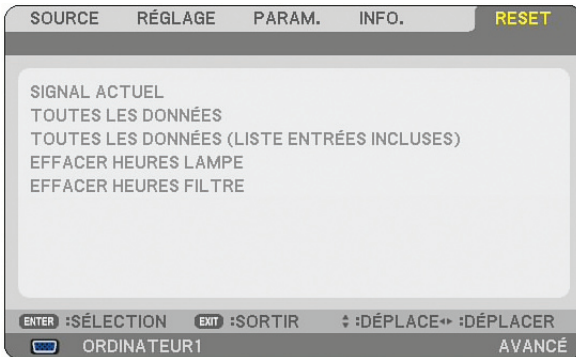 SOURCE RÉGLAGE PARAM. INFO. RESET
SIGNAL ACTUEL
TOUTES LES DONNÉES
TOUTES LES DONNÉES (LISTE ENTRÉES INCLUSES)
EFFACER HEURES LAMPE
EFFACER HEURES FILTRE
ENTER :SÉLECTION EXIT :SORTIR :DÉPLACE :DÉPLACER
ORDINATEUR1 AVANCÉ